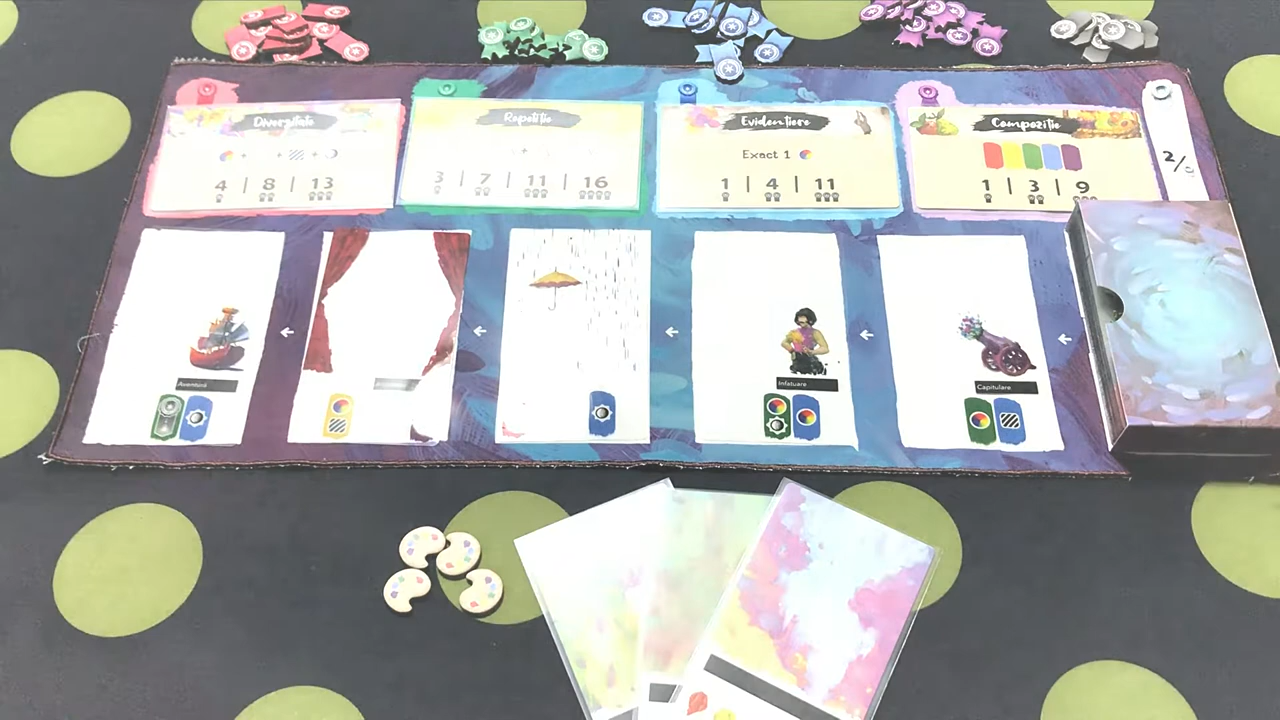 Diversitate
4 | 8 | 13
Repetiție
3 | 7 | 11 | 16
Evidențiere
Exact 1
1 | 4 | 11
Compoziție
1 | 3 | 9
2/
Aventură
Infatuare
Capitulare